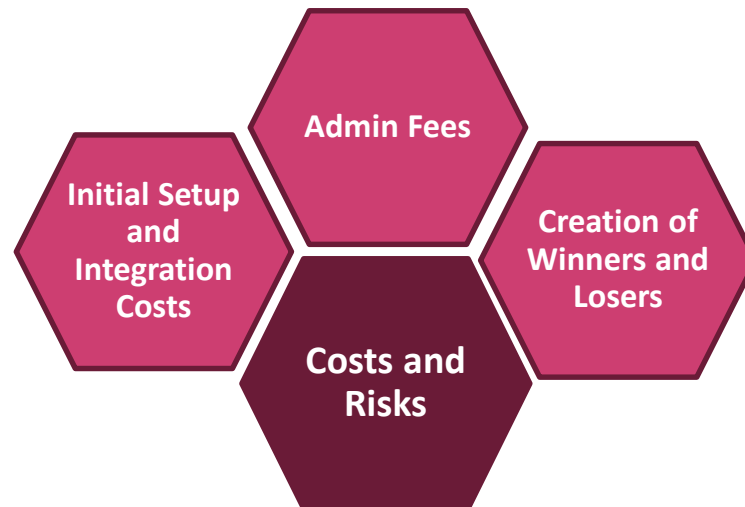 Admin Fees
Initial Setup
and
Integration
Costs
Creation of
Winners and
Losers
Costs and
Risks